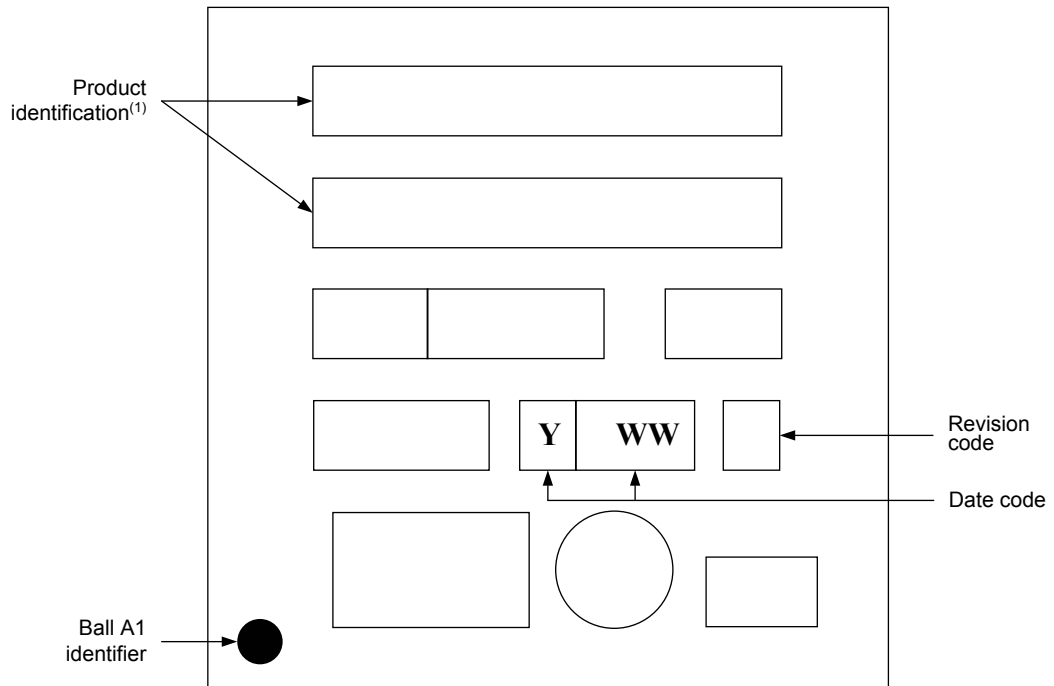 Product
identification(1)
Y WW
Revision
code
Date code
Ball A1
identifier